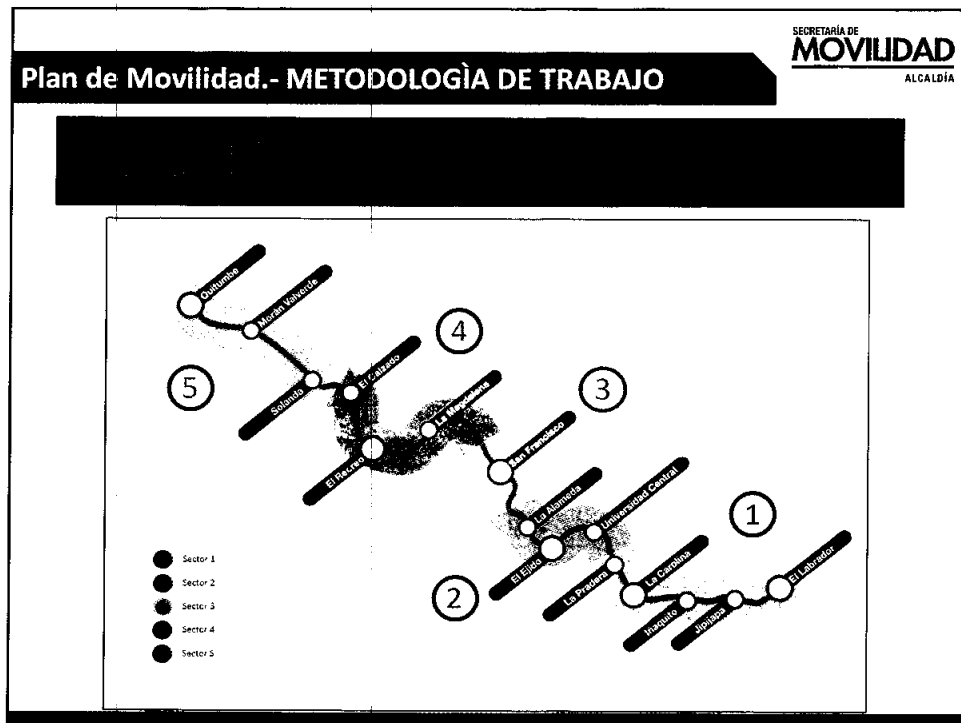 SECRETARÍA DE
MOVILIDAD
ALCALDÍA
Plan de Movilidad.- METODOLOGÌA DE TRABAJO
Quitumbe
Morán Valverde
4
El Calzado
5
Solanda
La Magdalena
3
El Recreo
San Francisco
La Alameda
Universidad Central
1
El Ejido
2
La Pradera
La Carolina
El Labrador
Iñaquito
Jipijapa
Sector 1
Sector 2
Sector 3
Sector 4
Sector 5